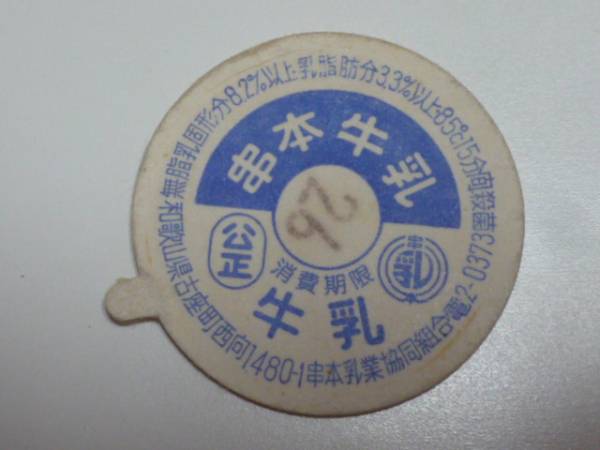 串本牛乳
26
公正
消費期限
牛乳
無脂乳固形分8.2%以上乳脂肪分3.3%以上85℃15分間殺菌
和歌山県古座町西向1480-1串本乳業協同組合電2-0373